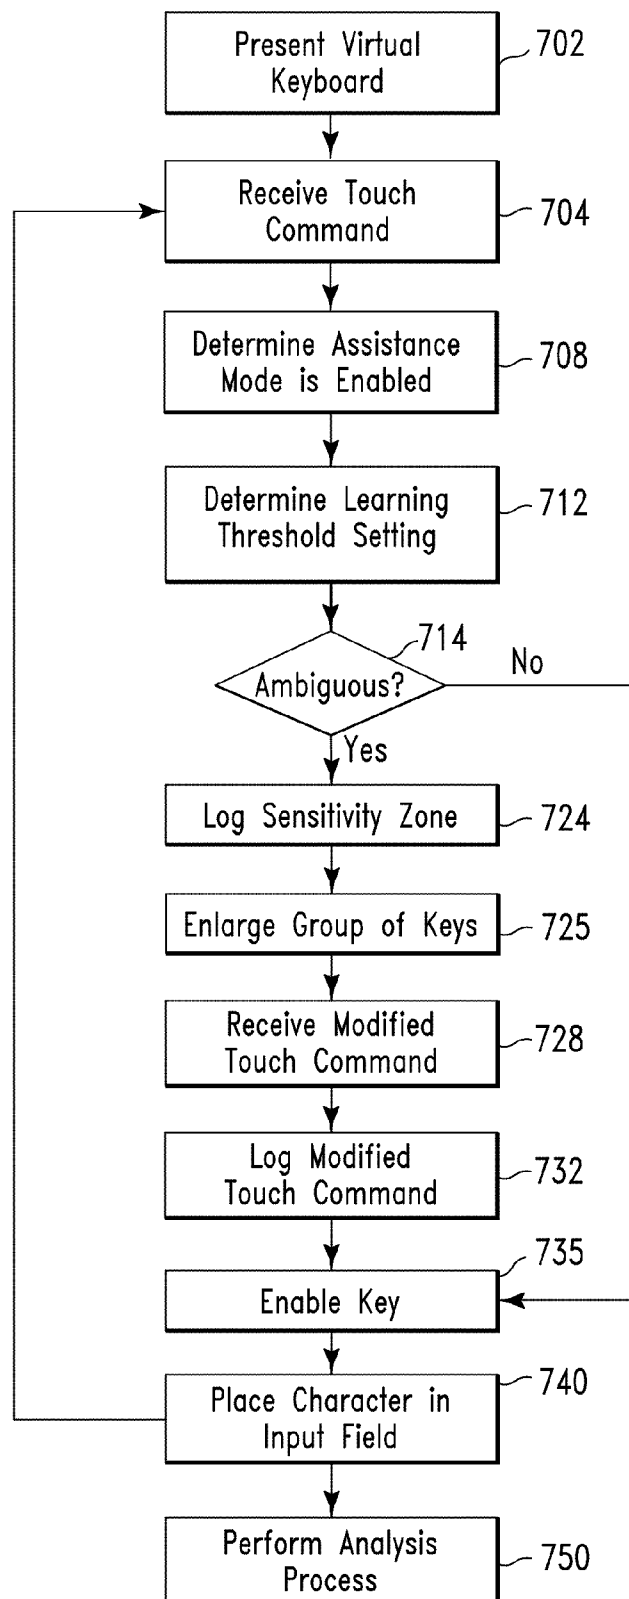 Present Virtual
Keyboard
702
Receive Touch
Command
704
Determine Assistance
Mode is Enabled
708
Determine Learning
Threshold Setting
712
714
Ambiguous?
No
Yes
Log Sensitivity Zone
724
Enlarge Group of Keys
725
Receive Modified
Touch Command
728
Log Modified
Touch Command
732
735
Enable Key
740
Place Character in
Input Field
Perform Analysis
Process
750